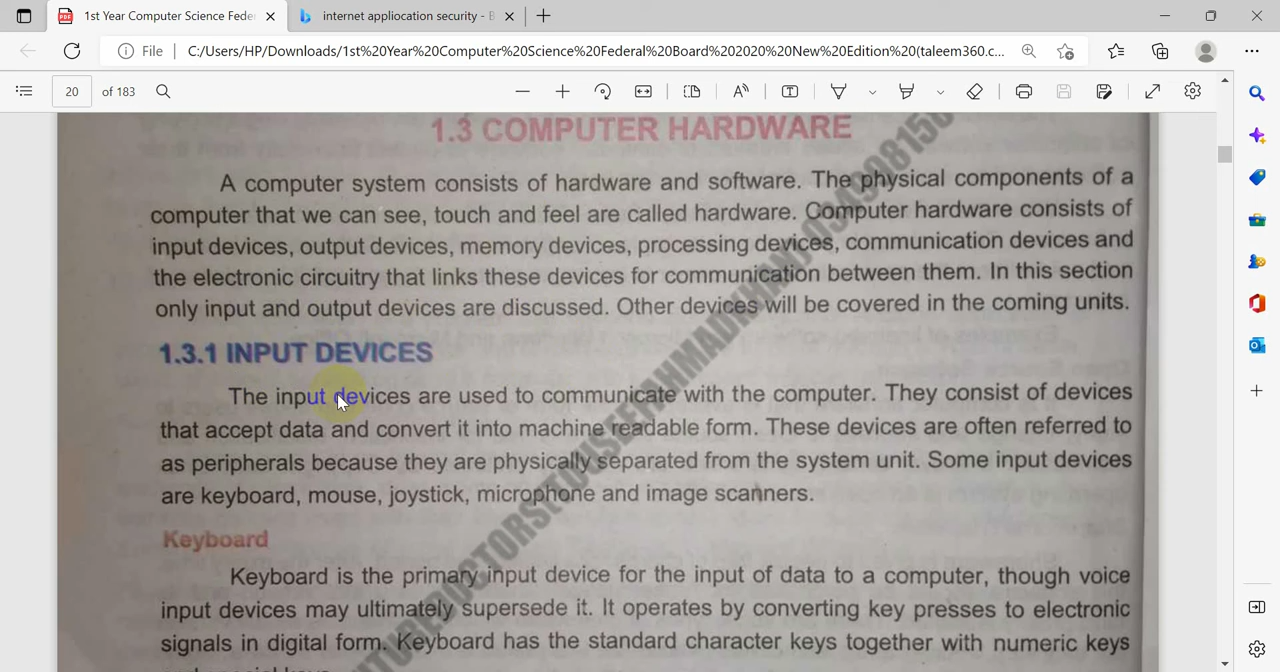 1st Year Computer Science Fede
internet appliocation security - B
File
C:/Users/HP/Downloads/1st%20Year%20Computer%20Science%20Federal%20Board%202020%20New%20Edition%20(taleem360.c...
20 of 183
1.3 COMPUTER HARDWARE
A computer system consists of hardware and software. The physical components of a
computer that we can see, touch and feel are called hardware. Computer hardware consists of
input devices, output devices, memory devices, processing devices, communication devices and
the electronic circuitry that links these devices for communication between them. In this section
only input and output devices are discussed. Other devices will be covered in the coming units.
1.3.1 INPUT DEVICES
The input devices are used to communicate with the computer. They consist of devices
that accept data and convert it into machine readable form. These devices are often referred to
as peripherals because they are physically separated from the system unit. Some input devices
are keyboard, mouse, joystick, microphone and image scanners.
Keyboard
Keyboard is the primary input device for the input of data to a computer, though voice
input devices may ultimately supersede it. It operates by converting key presses to electronic
signals in digital form. Keyboard has the standard character keys together with numeric keys